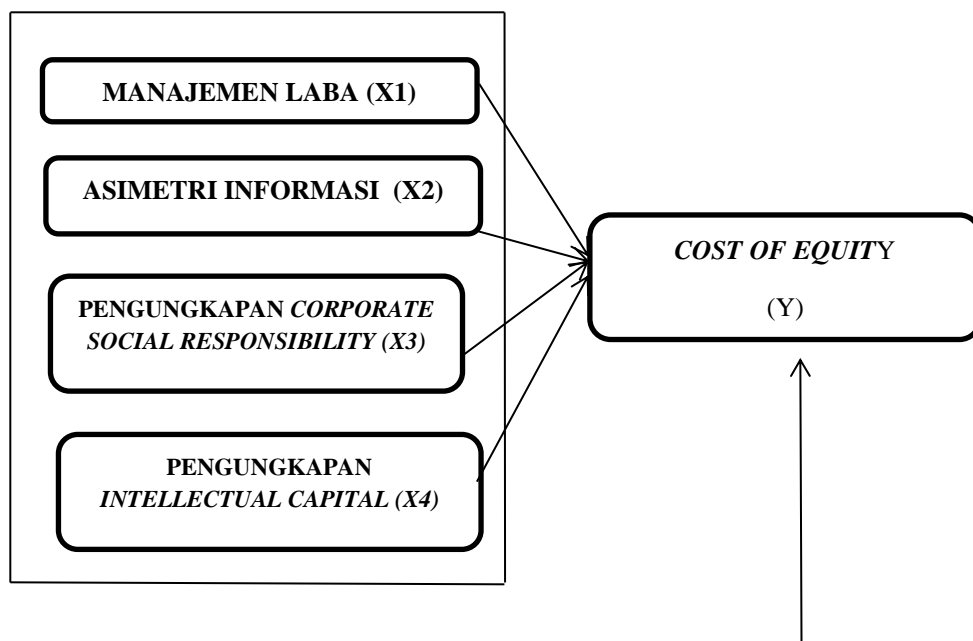 MANAJEMEN LABA (X1)
ASIMETRI INFORMASI (X2)
PENGUNGKAPAN CORPORATE
SOCIAL RESPONSIBILITY (X3)
PENGUNGKAPAN
INTELLECTUAL CAPITAL (X4)
COST OF EQUITY
(Y)